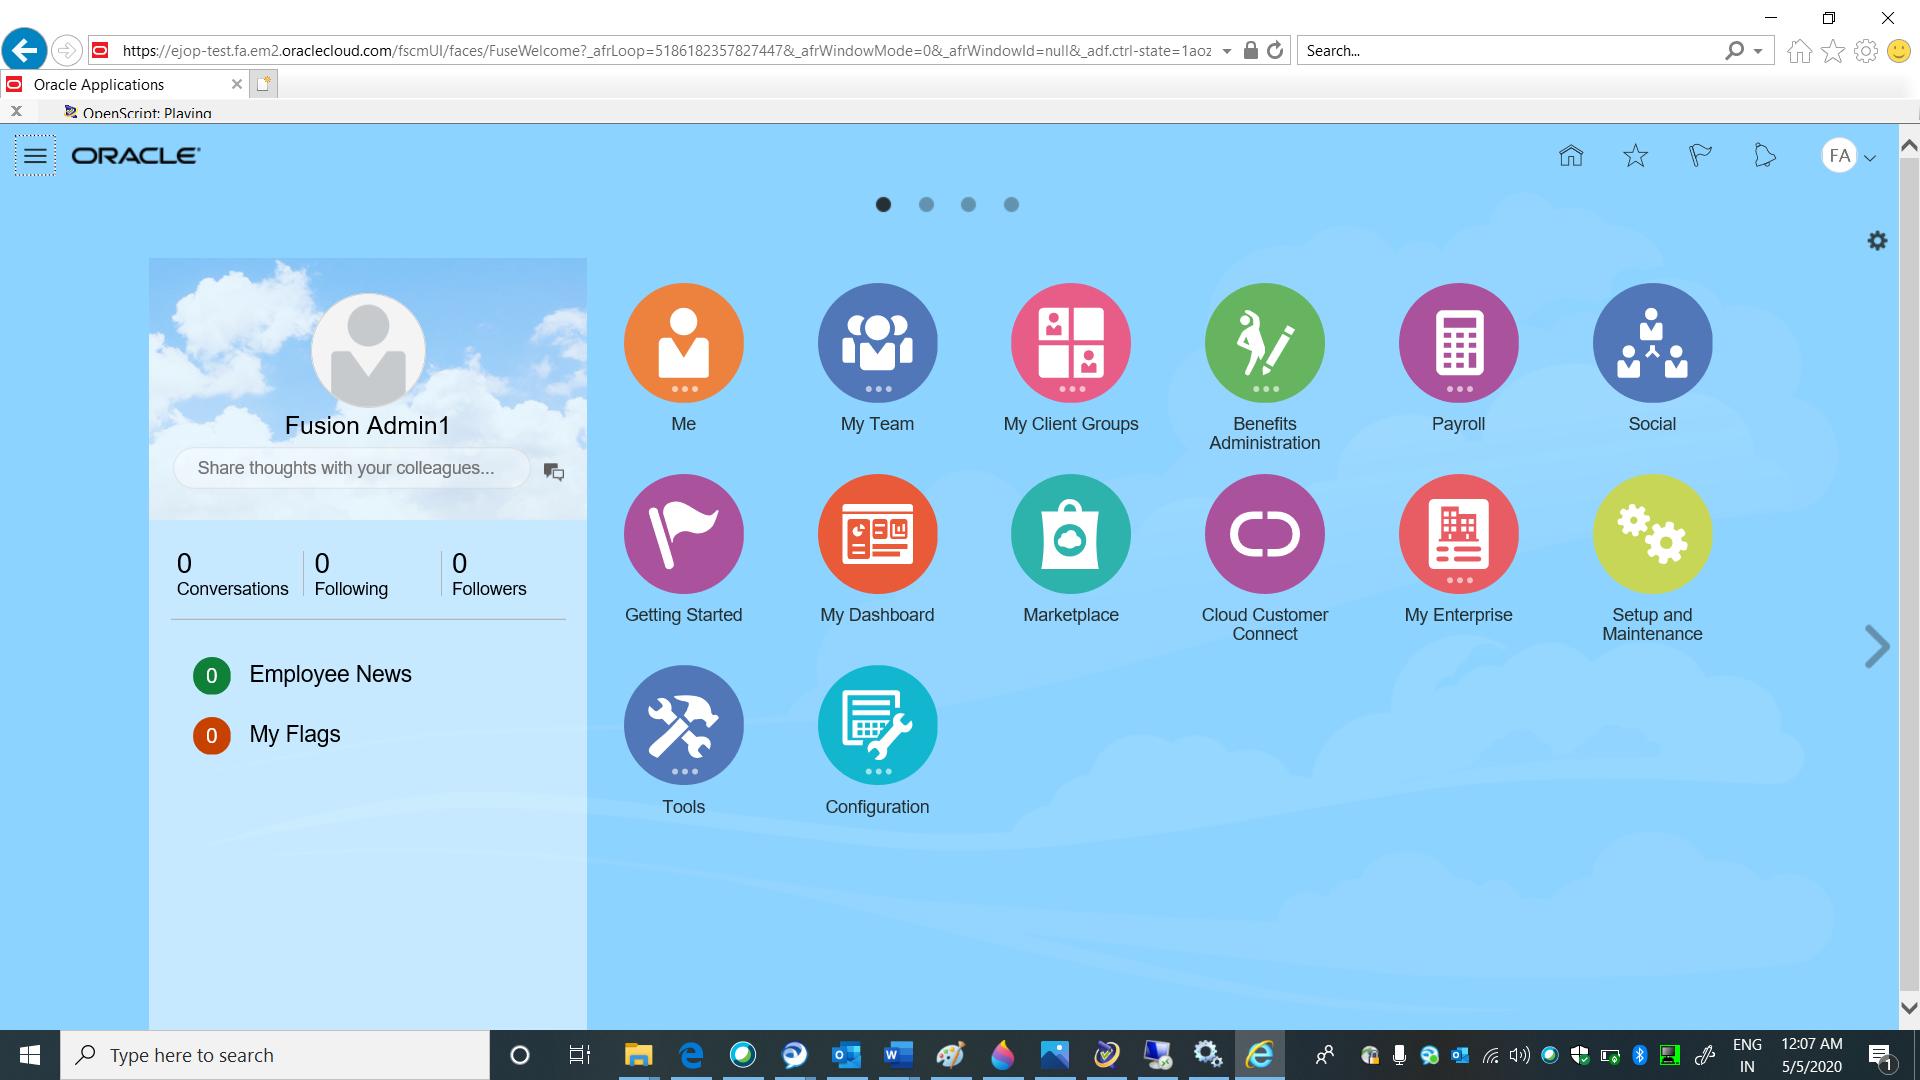 https://ejop-test.fa.em2.oraclecloud.com/fscmUI/faces/FuseWelcome?_afrLoop=5186182357827447&_afrWindowMode=0&_afrWindowId=null&_adf.ctrl-state=1aoz
Search...
Oracle Applications
OpenScript: Playing
ORACLE
FA
Fusion Admin1
Share thoughts with your colleagues...
0 0 0
Conversations Following Followers
0 Employee News
0 My Flags
Me
My Team
My Client Groups
Benefits
Administration
Payroll
Social
Getting Started
My Dashboard
Marketplace
Cloud Customer
Connect
My Enterprise
Setup and
Maintenance
Tools
Configuration
Type here to search
ENG
IN
12:07 AM
5/5/2020
1